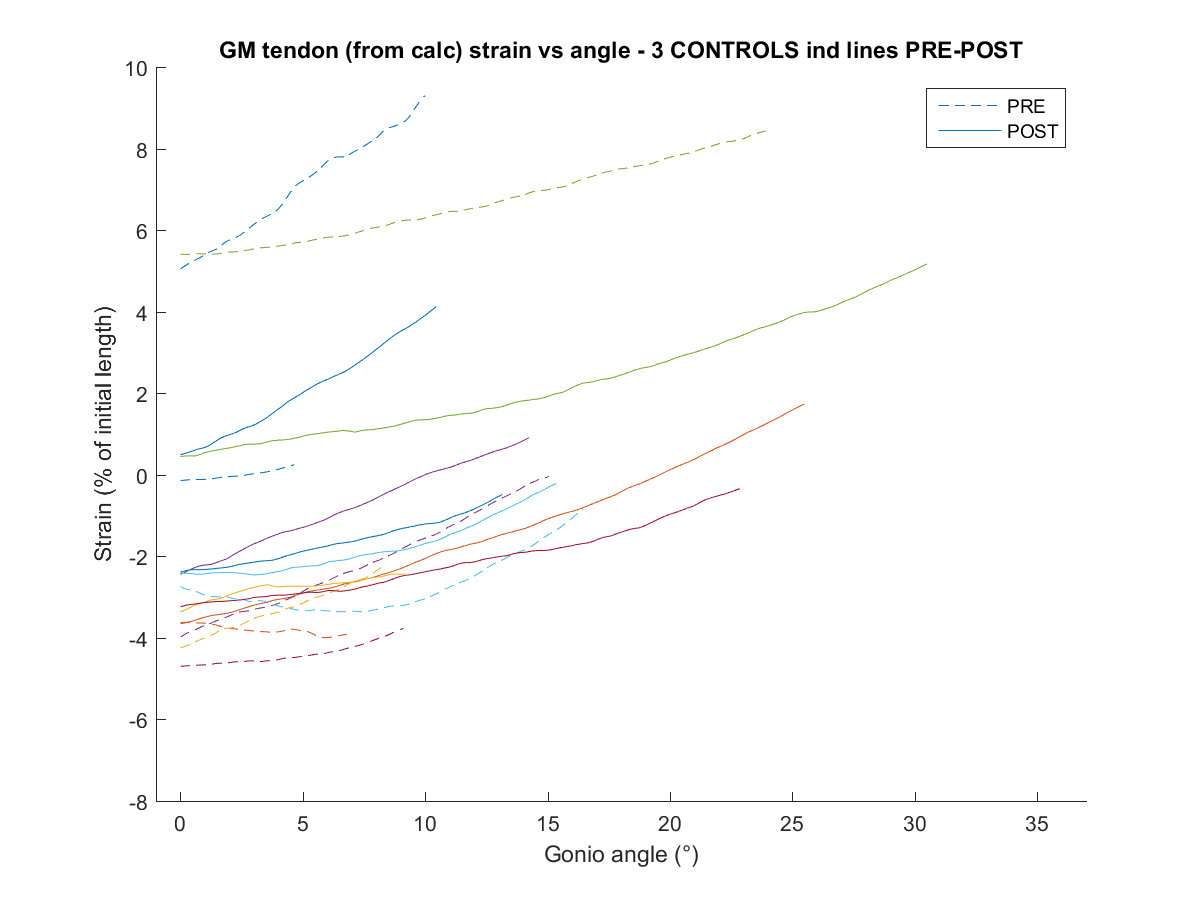 GM tendon (from calc) strain vs angle - 3 CONTROLS ind lines PRE-POST
PRE
POST
10
8
6
4
2
0
-2
-4
-6
-8
Strain (% of initial length)
0 5 10 15 20 25 30 35
Gonio angle (°)